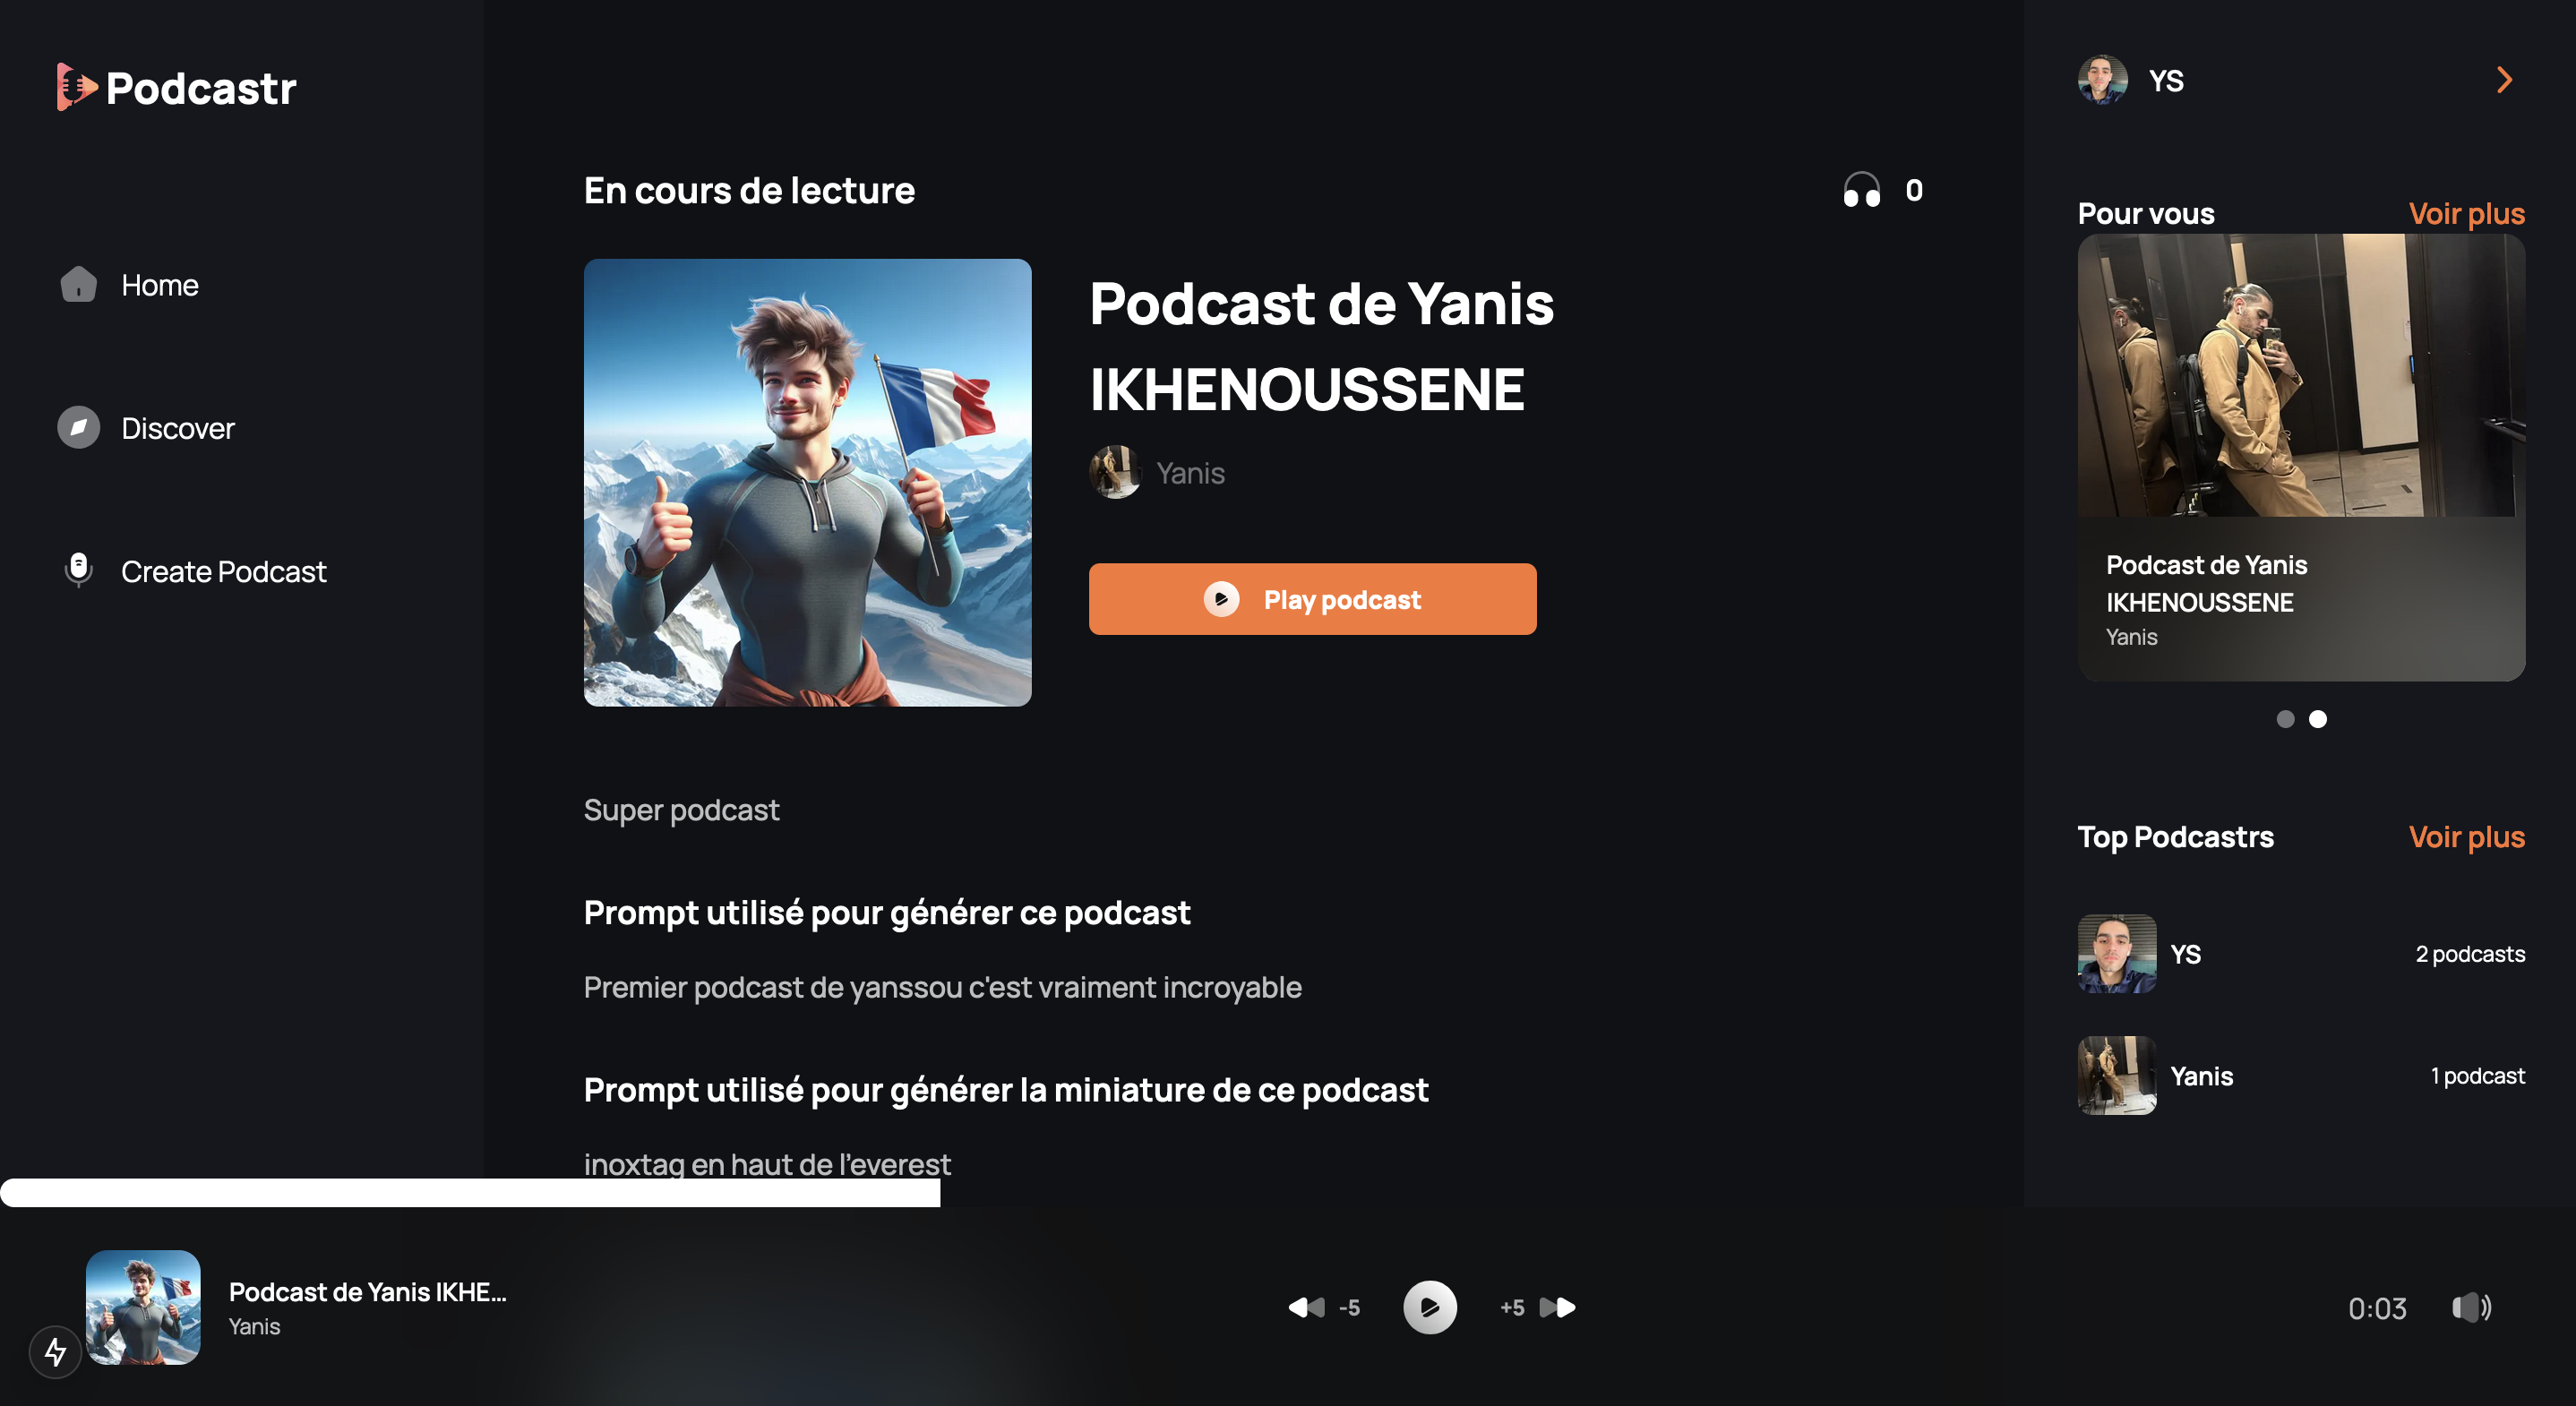 Podcastr
Home
Discover
Create Podcast
En cours de lecture
0
Podcast de Yanis
IKHENOUSSENE
Yanis
Play podcast
Super podcast
Prompt utilisé pour générer ce podcast
Premier podcast de yanssou c'est vraiment incroyable
Prompt utilisé pour générer la miniature de ce podcast
inoxtag en haut de l'everest
YS
Pour vous
Voir plus
Podcast de Yanis
IKHENOUSSENE
Yanis
Top Podcastrs
Voir plus
YS
2 podcasts
Yanis
1 podcast
Podcast de Yanis IKHE...
Yanis
-5
+5
0:03